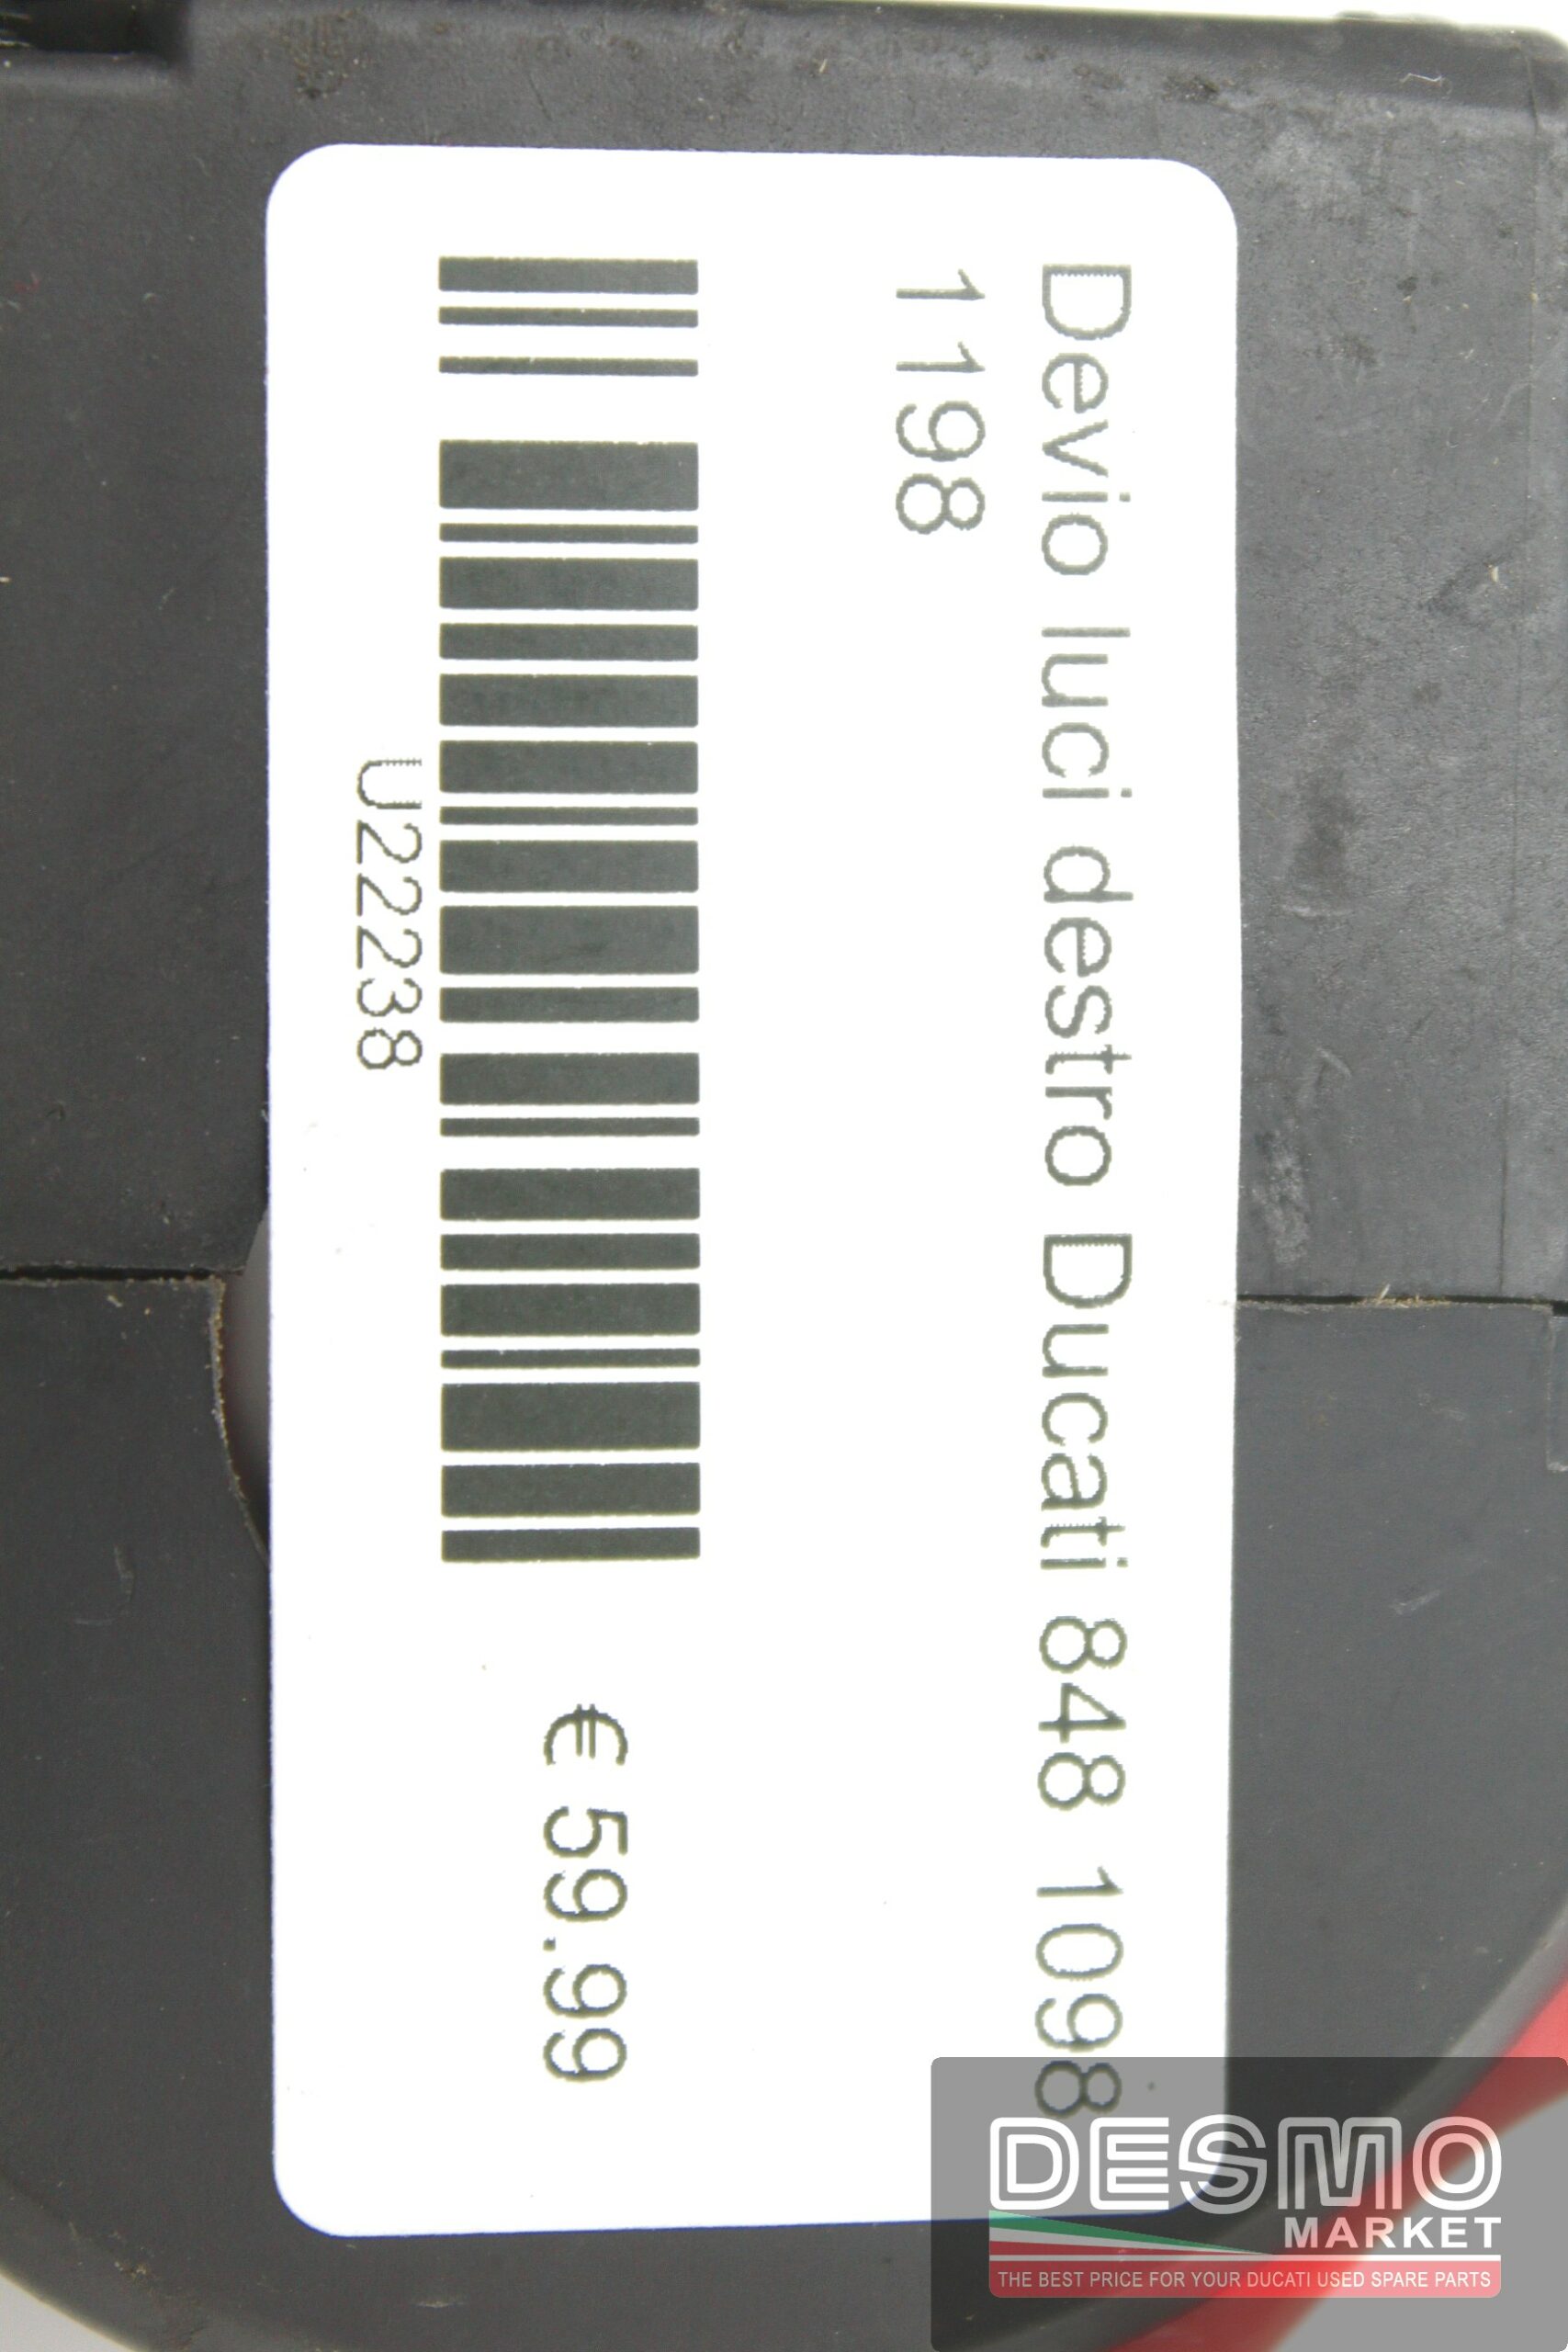 Devio luci destro Ducati 848 1098
1198
U22238
€ 59.99
DESMO
MARKET
THE BEST PRICE FOR YOUR DUCATI USED SPARE PARTS